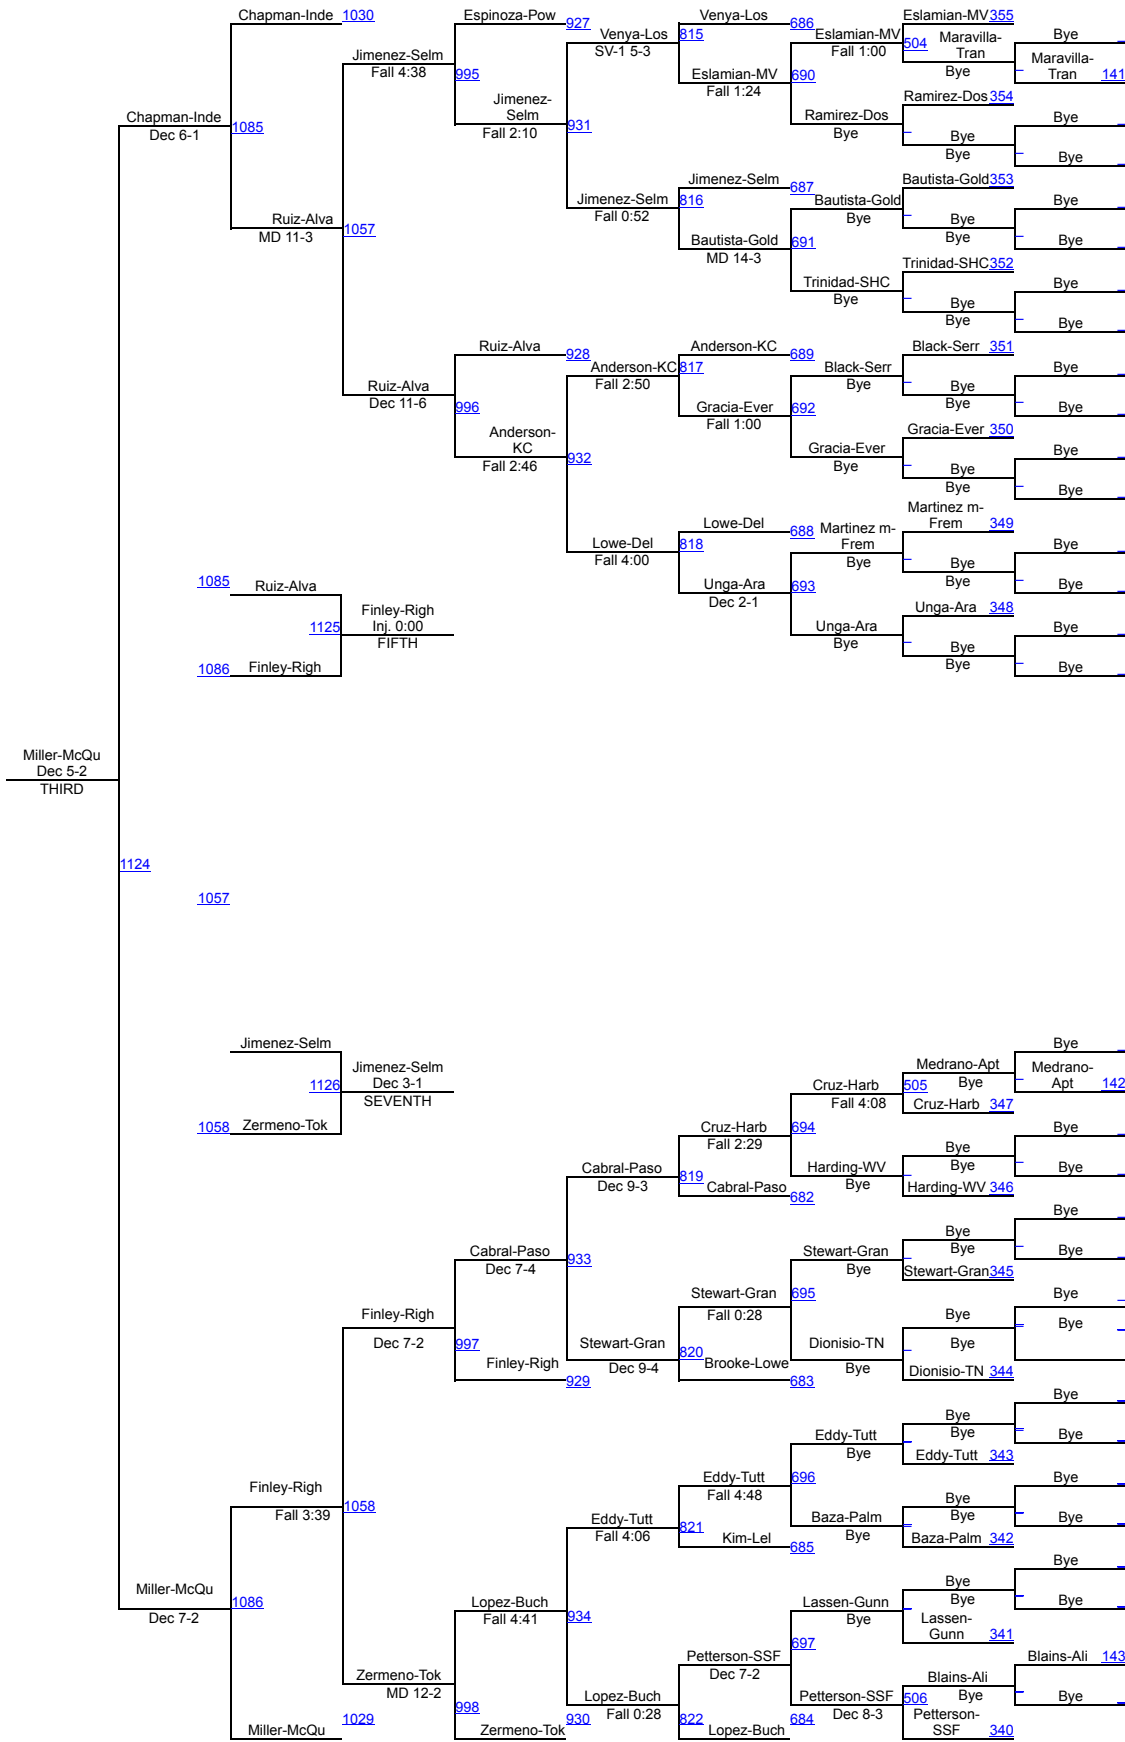 Chapman-Inde 1030
Espinoza-Pow 927
Venya-Los 686
Eslamian-MV 355
Venya-Los 815
SV-1 5-3
Eslamian-MV 504
Fall 1:00
Maravilla-
Tran
Bye
Bye
Maravilla-
Tran 141
Jimenez-Selm
Fall 4:38
995
Eslamian-MV 690
Fall 1:24
Ramirez-Dos 354
Jimenez-
Selm
Fall 2:10
931
Ramirez-Dos
Bye
Bye
Bye
Bye
Bye
Chapman-Inde
Dec 6-1
1085
Jimenez-Selm 687
Bautista-Gold 353
Jimenez-Selm 816
Fall 0:52
Bautista-Gold
Bye
Bye
Bye
Bye
Bye
Ruiz-Alva
MD 11-3
1057
Bautista-Gold 691
MD 14-3
Trinidad-SHC 352
Trinidad-SHC
Bye
Bye
Bye
Bye
Bye
Ruiz-Alva 928
Anderson-KC 689
Black-Serr 351
Anderson-KC 817
Fall 2:50
Black-Serr
Bye
Bye
Bye
Bye
Bye
Ruiz-Alva
Dec 11-6
996
Gracia-Ever 692
Fall 1:00
Gracia-Ever 350
Anderson-
KC
Fall 2:46
932
Gracia-Ever
Bye
Bye
Bye
Bye
Bye
Lowe-Del 688
Martinez m-
Frem 349
Lowe-Del 818
Fall 4:00
Martinez m-
Frem
Bye
Bye
Bye
Bye
Bye
1085 Ruiz-Alva
Unga-Ara 693
Dec 2-1
Unga-Ara 348
1125
Finley-Righ
Inj. 0:00
FIFTH
Unga-Ara
Bye
Bye
Bye
Bye
Bye
1086 Finley-Righ
Miller-McQu
Dec 5-2
THIRD
1124
1057
Jimenez-Selm
1126
Jimenez-Selm
Dec 3-1
SEVENTH
1058 Zermeno-Tok
Cruz-Harb
Fall 4:08
505
Medrano-Apt
Bye
Cruz-Harb 347
Bye
Medrano-
Apt 142
Cruz-Harb 694
Fall 2:29
Cabral-Paso
Dec 9-3
819
Cabral-Paso 682
Harding-WV
Bye
Bye
Bye
Harding-WV 346
Bye
Bye
Cabral-Paso
Dec 7-4
933
Stewart-Gran
Bye
Bye
Bye
Stewart-Gran 345
Bye
Bye
Stewart-Gran 695
Fall 0:28
Finley-Righ
Dec 7-2
997
Finley-Righ 929
Stewart-Gran
Dec 9-4
820
Brooke-Lowe 683
Dionisio-TN
Bye
Bye
Bye
Dionisio-TN 344
Bye
Bye
Eddy-Tutt
Bye
Bye
Bye
Eddy-Tutt 343
Bye
Bye
Finley-Righ
Fall 3:39
1058
Eddy-Tutt 696
Fall 4:48
Eddy-Tutt
Fall 4:06
821
Kim-Lel 685
Baza-Palm
Bye
Bye
Bye
Baza-Palm 342
Bye
Bye
Miller-McQu
Dec 7-2
1086
Lopez-Buch
Fall 4:41
934
Lassen-Gunn
Bye
Bye
Bye
Lassen-
Gunn 341
Bye
Bye
Petterson-SSF 697
Dec 7-2
Zermeno-Tok
MD 12-2
998
Lopez-Buch
Fall 0:28
Petterson-SSF
Dec 8-3
506
Blains-Ali
Bye
Petterson-
SSF 340
Blains-Ali 143
Bye
Miller-McQu 1029
Zermeno-Tok 930
822
Lopez-Buch 684